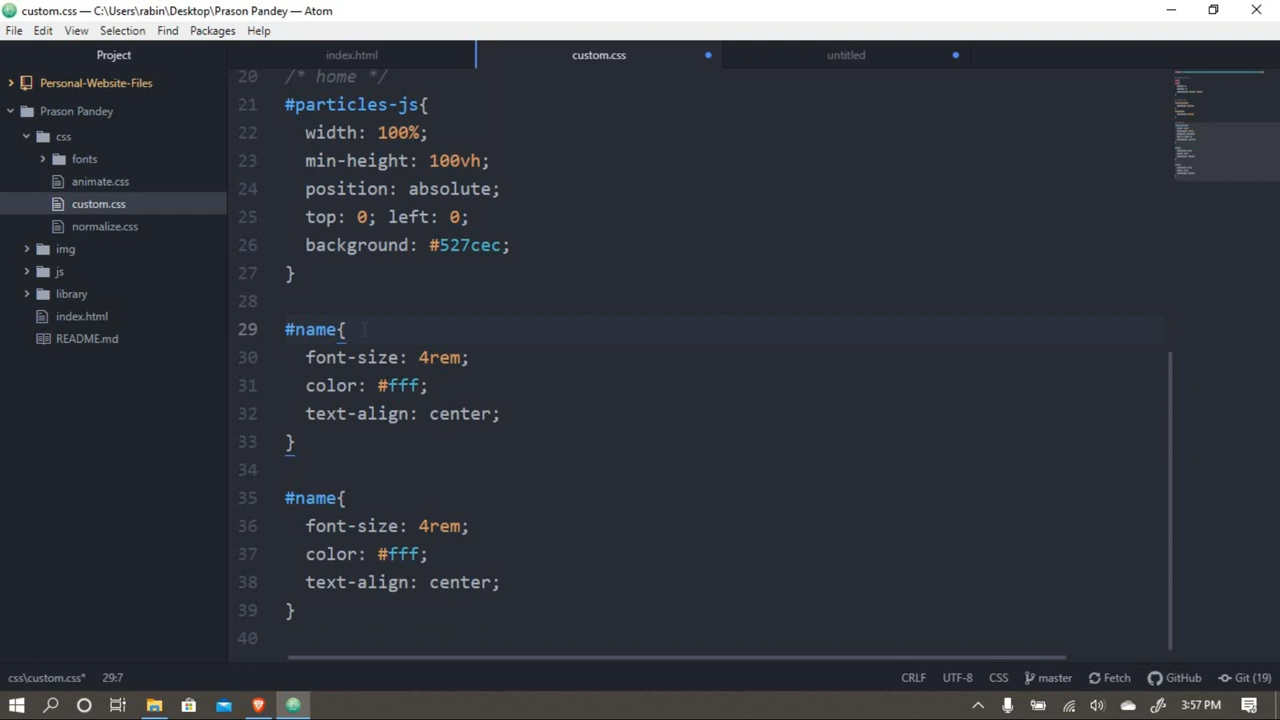 custom.css — C:\Users\rabin\Desktop\Prason Pandey — Atom
File Edit View Selection Find Packages Help
Project
index.html
custom.css
untitled
Personal-Website-Files
Prason Pandey
css
fonts
animate.css
custom.css
normalize.css
img
js
library
index.html
README.md
20 /* home */
21 #particles-js{
22 width: 100%;
23 min-height: 100vh;
24 position: absolute;
25 top: 0; left: 0;
26 background: #527cec;
27 }
28
29 #name{
30 font-size: 4rem;
31 color: #fff;
32 text-align: center;
33 }
34
35 #name{
36 font-size: 4rem;
37 color: #fff;
38 text-align: center;
39 }
40
css\custom.css* 29:7 CRLF UTF-8 CSS master Fetch GitHub Git (19)
3:57 PM